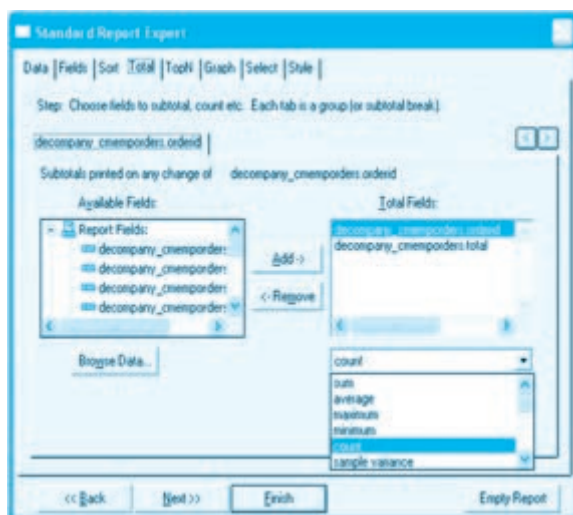 Standard Report Expert
Data Fields Sort Total TopN Graph Select Style
Step: Choose fields to subtotal, count etc. Each tab is a group (or subtotal break).
decompany_cmemporders.orderid
Subtotals printed on any change of decompany_cmemporders.orderid
Available Fields:
Report Fields:
decompany_cmemporders
decompany_cmemporders
decompany_cmemporders
decompany_cmemporders
Browse Data...
Add ->
<- Remove
Total Fields:
decompany_cmemporders.orderid
decompany_cmemporders.total
count
sum
average
maximum
minimum
count
sample variance
<< Back
Next >>
Finish
Empty Report